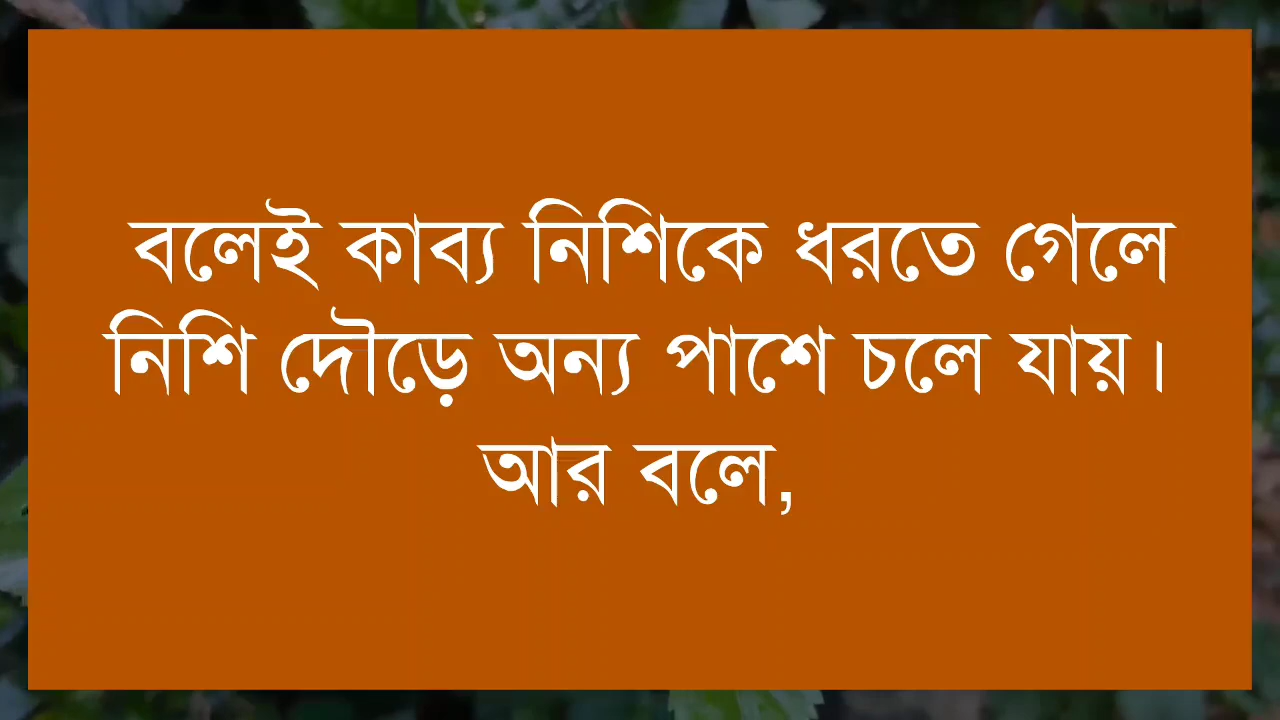 বলেই কাব্য নিশিকে ধরতে গেলে
নিশি দৌড়ে অন্য পাশে চলে যায়।
আর বলে,